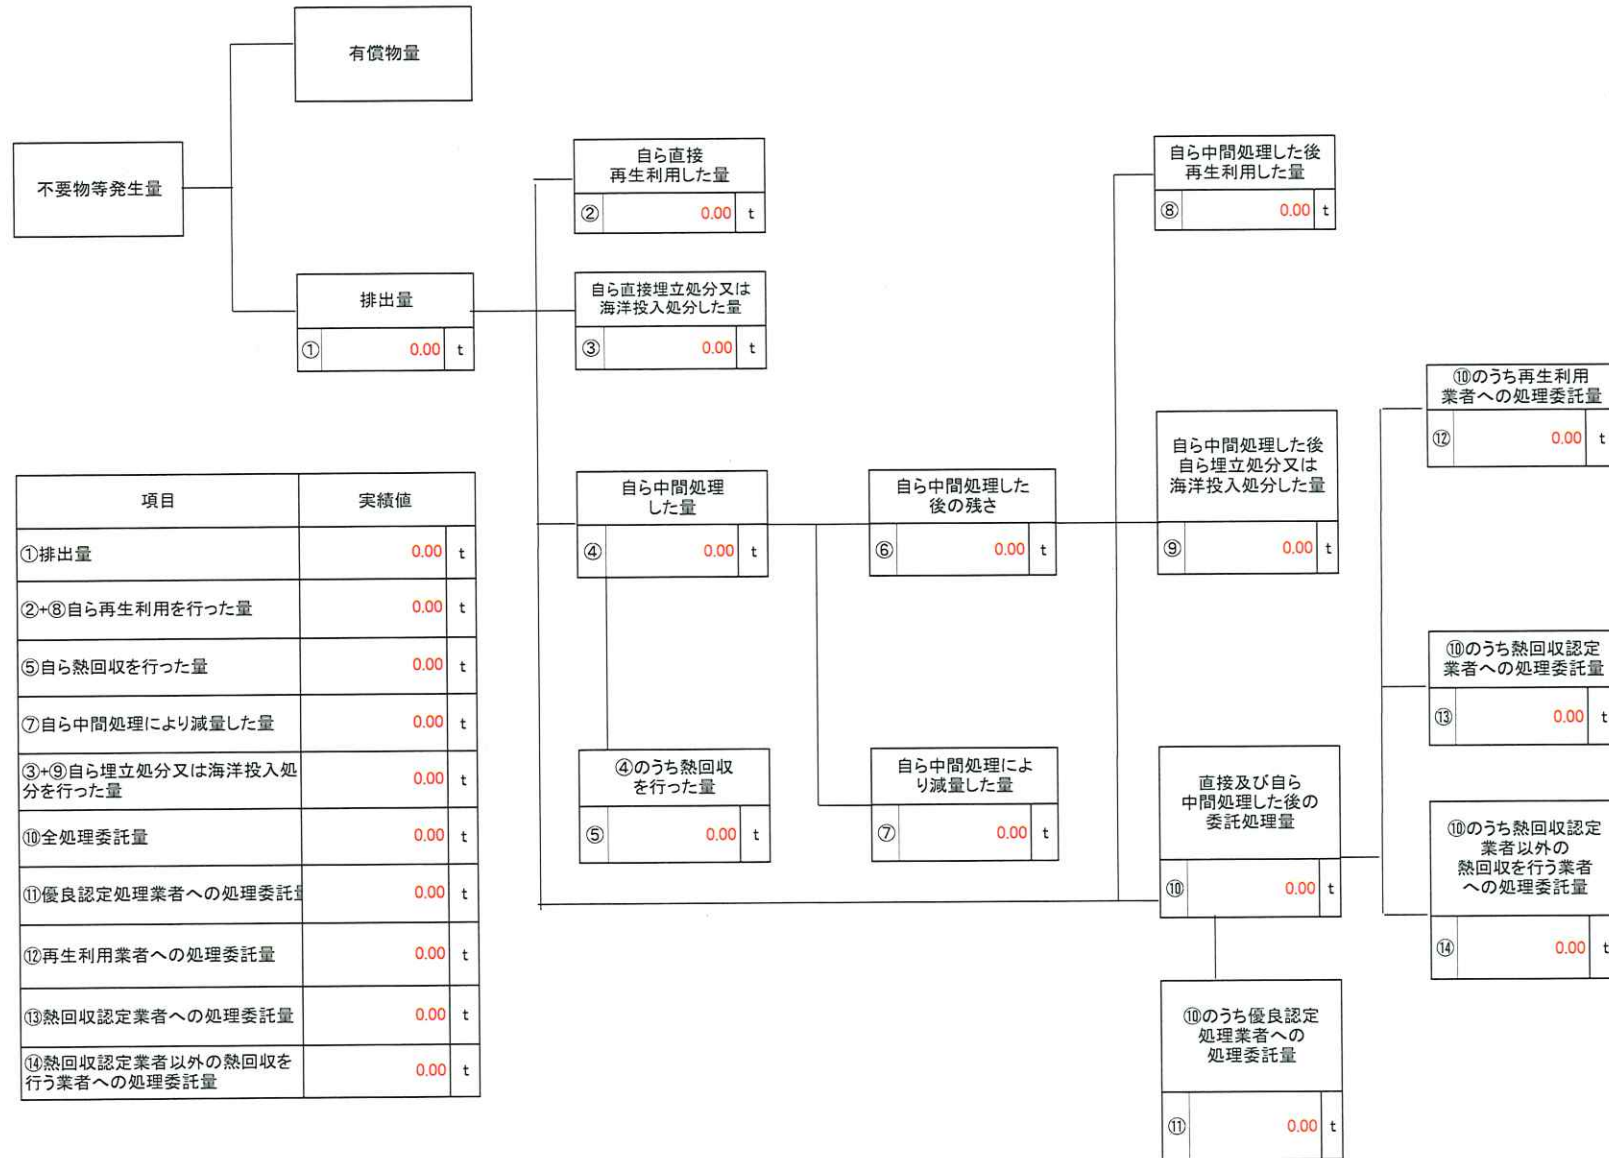 有償物量
不要物等発生量
排出量
① 0.00 t
自ら直接
再生利用した量
② 0.00 t
自ら直接埋立処分又は
海洋投入処分した量
③ 0.00 t
自ら中間処理
した量
④ 0.00 t
④のうち熱回収
を行った量
⑤ 0.00 t
自ら中間処理した
後の残さ
⑥ 0.00 t
自ら中間処理によ
り減量した量
⑦ 0.00 t
自ら中間処理した後
再生利用した量
⑧ 0.00 t
自ら中間処理した後
自ら埋立処分又は
海洋投入処分した量
⑨ 0.00 t
直接及び自ら
中間処理した後の
委託処理量
⑩ 0.00 t
⑩のうち優良認定
処理業者への
処理委託量
⑪ 0.00 t
⑩のうち再生利用
業者への処理委託量
⑫ 0.00 t
⑩のうち熱回収認定
業者への処理委託量
⑬ 0.00 t
⑩のうち熱回収認定
業者以外の
熱回収を行う業者
への処理委託量
⑭ 0.00 t
項目 実績値
①排出量 0.00 t
②+⑧自ら再生利用を行った量 0.00 t
⑤自ら熱回収を行った量 0.00 t
⑦自ら中間処理により減量した量 0.00 t
③+⑨自ら埋立処分又は海洋投入処
分を行った量 0.00 t
⑩全処理委託量 0.00 t
⑪優良認定処理業者への処理委託量 0.00 t
⑫再生利用業者への処理委託量 0.00 t
⑬熱回収認定業者への処理委託量 0.00 t
⑭熱回収認定業者以外の熱回収を
行う業者への処理委託量 0.00 t